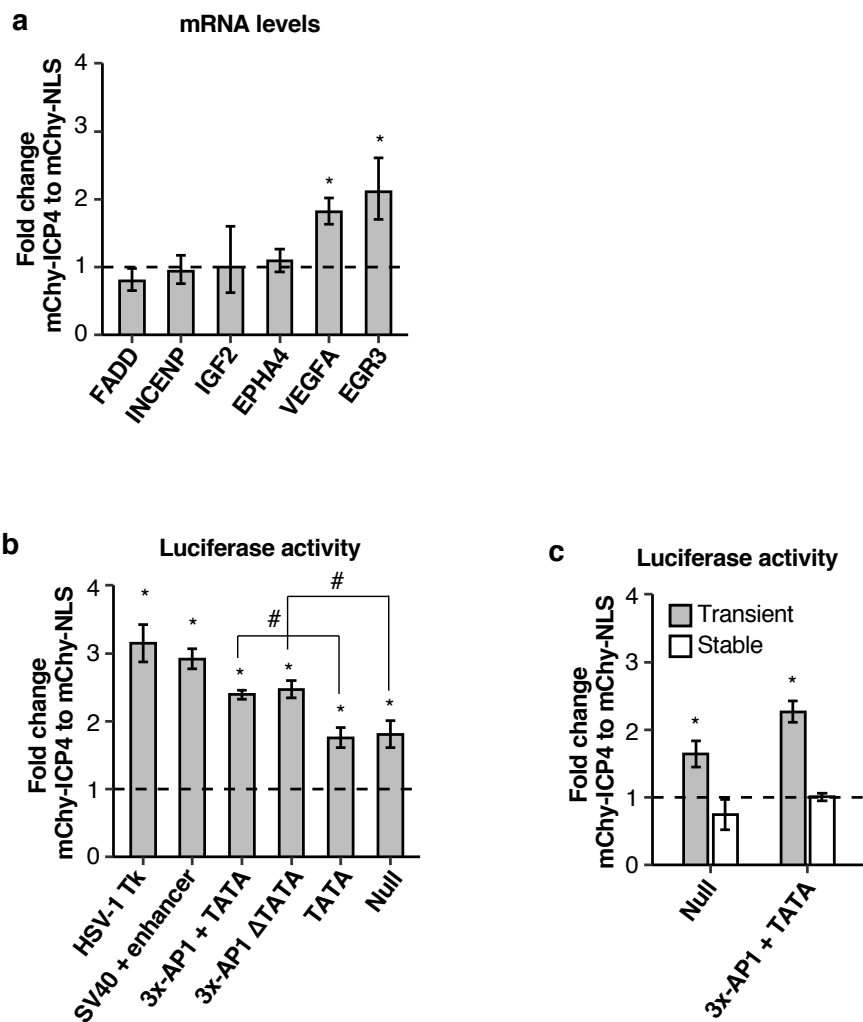 a
mRNA levels
Fold change
mChy-ICP4 to mChy-NLS
4
3
2
1
0
*
*
FADD
INCENP
IGF2
EPHA4
VEGFA
EGR3
b
Luciferase activity
Fold change
mChy-ICP4 to mChy-NLS
4
3
2
1
0
*
*
*
*
*
*
#
#
HSV-1 Tk
SV40 + enhancer
3x-AP1 + TATA
3x-AP1 ΔTATA
TATA
Null
c
Luciferase activity
Fold change
mChy-ICP4 to mChy-NLS
4
3
2
1
0
Transient
Stable
*
*
Null
3x-AP1 + TATA